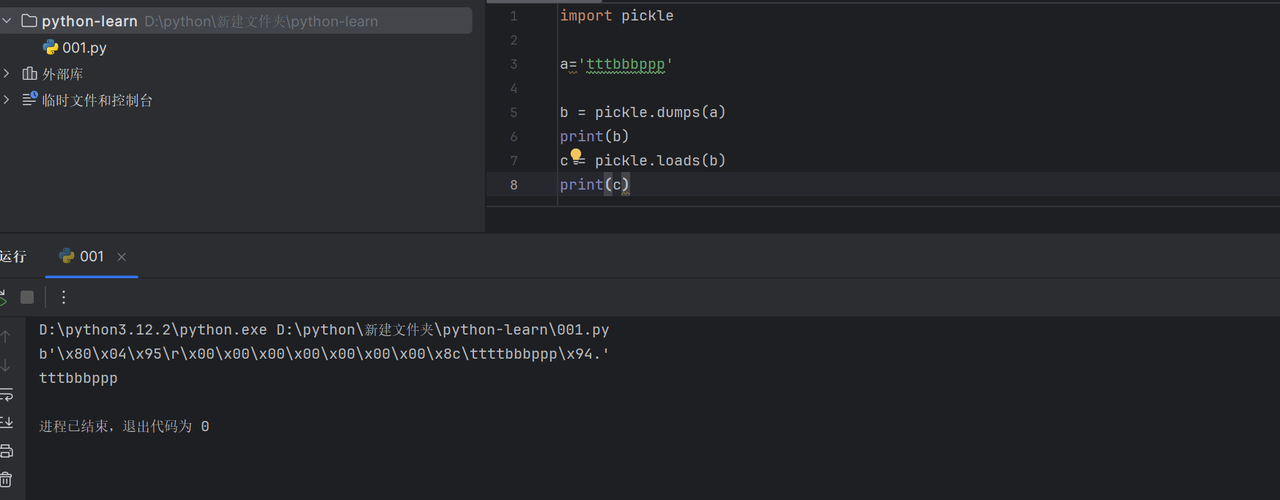 python-learn D:\python\新建文件夹\python-learn
001.py
外部库
临时文件和控制台
1 import pickle
2
3 a='tttbbbppp'
4
5 b = pickle.dumps(a)
6 print(b)
7 c = pickle.loads(b)
8 print(c)
运行 001
D:\python3.12.2\python.exe D:\python\新建文件夹\python-learn\001.py
b'\x80\x04\x95\r\x00\x00\x00\x00\x00\x00\x00\x8c\ttttbbbppp\x94.'
tttbbbppp
进程已结束，退出代码为 0